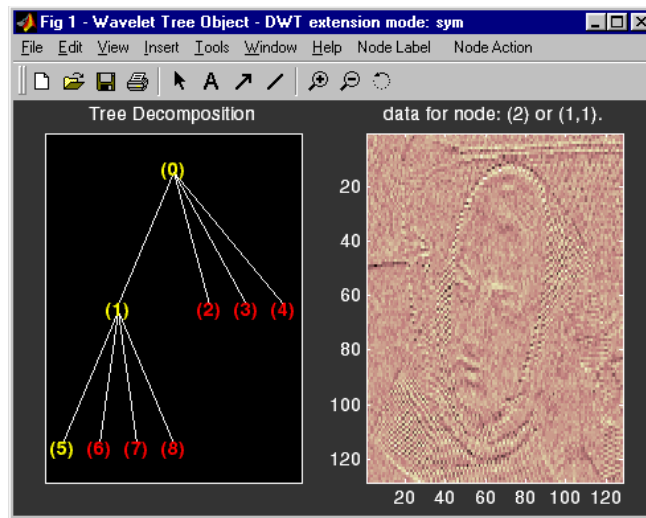 Fig 1 - Wavelet Tree Object - DWT extension mode: sym
File Edit View Insert Tools Window Help Node Label Node Action
A
Tree Decomposition
(0)
(1) (2) (3) (4)
(5) (6) (7) (8)
data for node: (2) or (1,1).
20
40
60
80
100
120
20 40 60 80 100 120